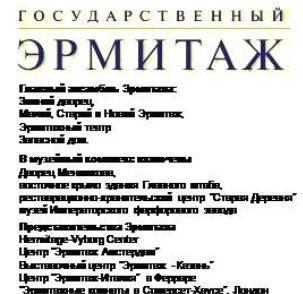 ГОСУДАРСТВЕННЫЙ
ЭРМИТАЖ
Главный ансамбль Эрмитажа:
Зимний дворец,
Малый, Старый и Новый Эрмитаж,
Эрмитажный театр
Запасной дом.
В музейный комплекс включены
Дворец Меншикова,
восточное крыло здания Главного штаба,
реставрационно-хранительский центр "Старая Деревня"
музей Императорского фарфорового завода
Представительства Эрмитажа
Hermitage-Vyborg Center
Центр "Эрмитаж Амстердам"
Выставочный центр "Эрмитаж -Казань"
Центр "Эрмитаж-Италия" в Ферраре
"Эрмитажные комнаты в Сомерсет-Хаусе", Лондон